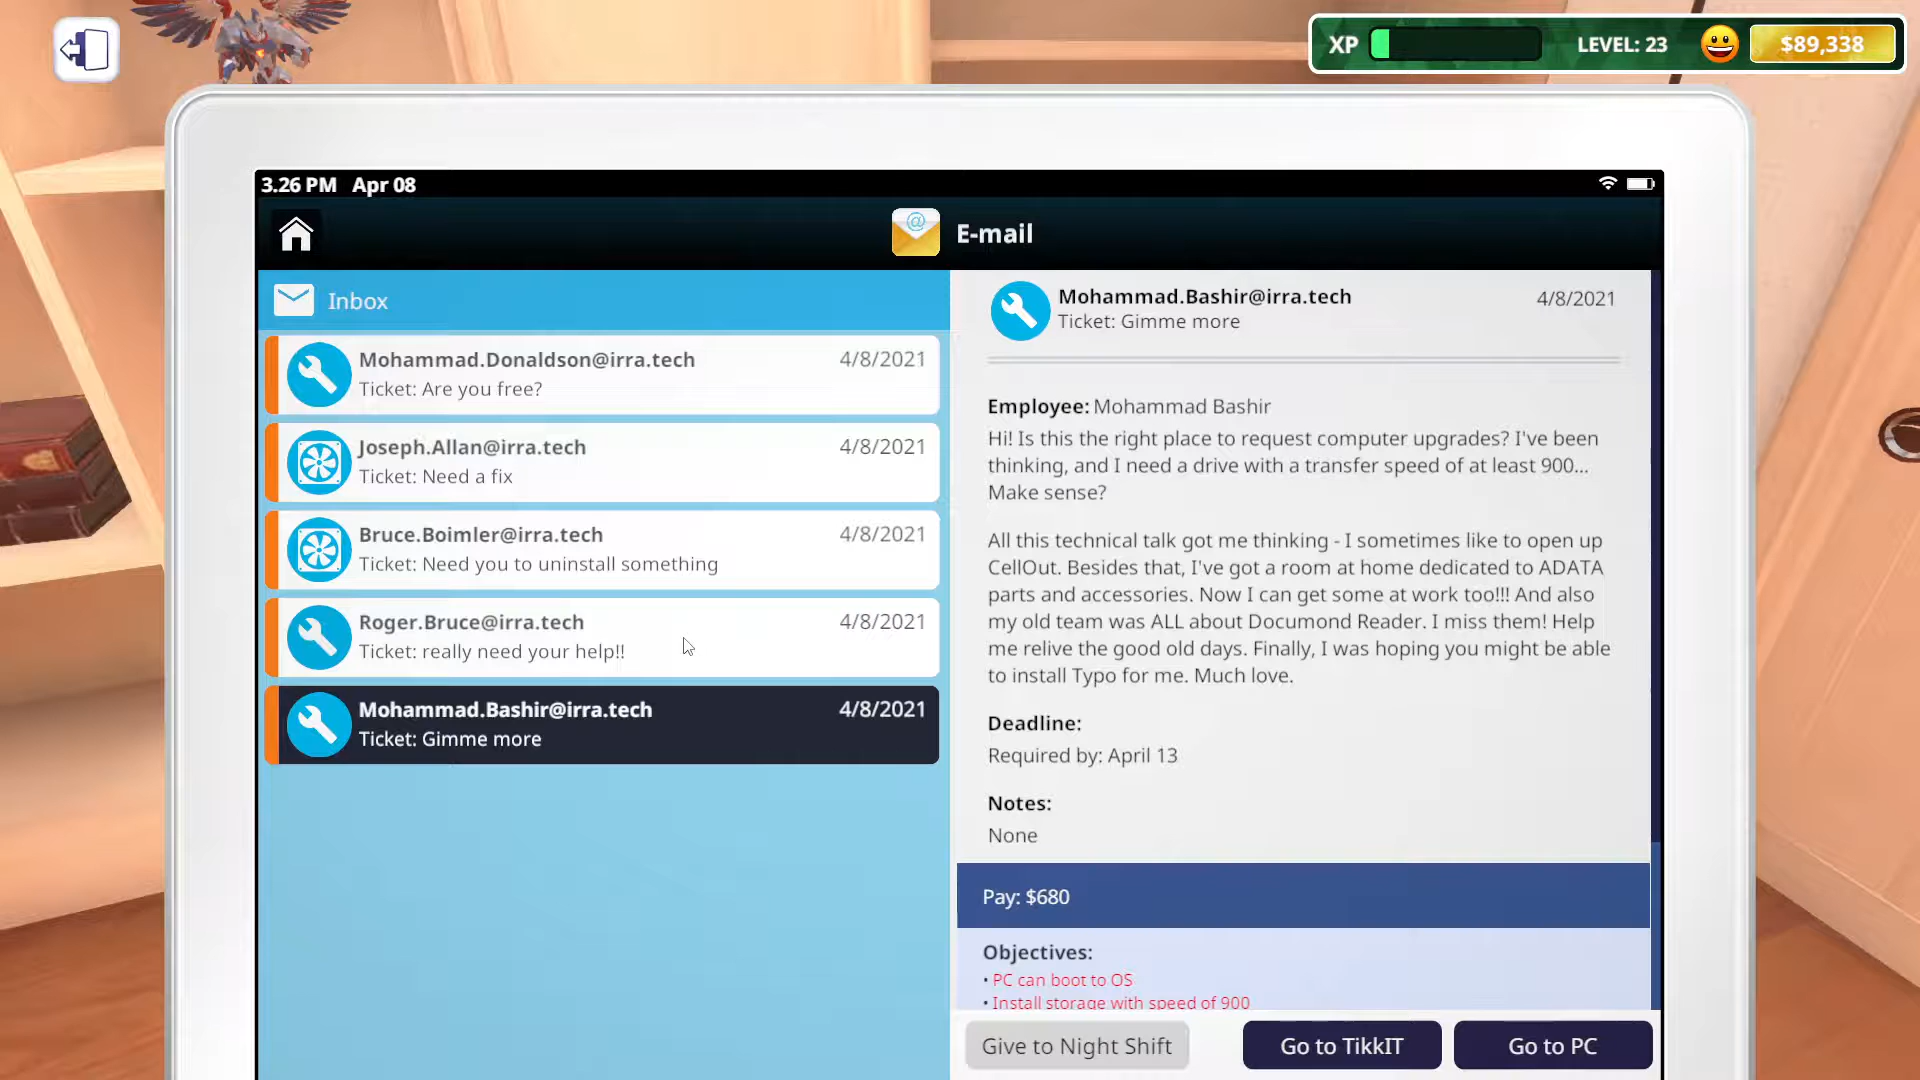 XP
LEVEL: 23
$89,338
3.26 PM Apr 08
@
E-mail
Inbox
Mohammad.Donaldson@irra.tech 4/8/2021
Ticket: Are you free?
Joseph.Allan@irra.tech 4/8/2021
Ticket: Need a fix
Bruce.Boimler@irra.tech 4/8/2021
Ticket: Need you to uninstall something
Roger.Bruce@irra.tech 4/8/2021
Ticket: really need your help!!
Mohammad.Bashir@irra.tech 4/8/2021
Ticket: Gimme more
Mohammad.Bashir@irra.tech 4/8/2021
Ticket: Gimme more
Employee: Mohammad Bashir
Hi! Is this the right place to request computer upgrades? I've been
thinking, and I need a drive with a transfer speed of at least 900...
Make sense?
All this technical talk got me thinking - I sometimes like to open up
CellOut. Besides that, I've got a room at home dedicated to ADATA
parts and accessories. Now I can get some at work too!!! And also
my old team was ALL about Documond Reader. I miss them! Help
me relive the good old days. Finally, I was hoping you might be able
to install Typo for me. Much love.
Deadline:
Required by: April 13
Notes:
None
Pay: $680
Objectives:
• PC can boot to OS
• Install storage with speed of 900
Give to Night Shift
Go to TikkIT
Go to PC